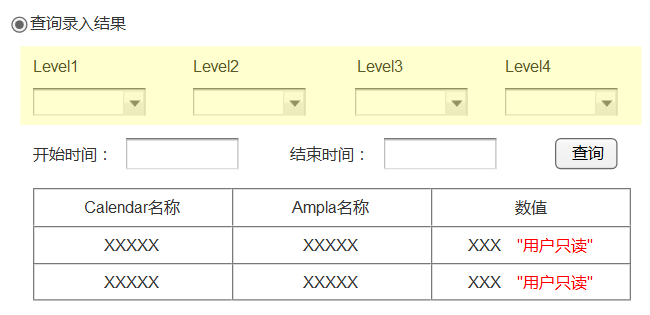 查询录入结果
Level1 Level2 Level3 Level4
开始时间： 结束时间： 查询
Calendar名称 Ampla名称 数值
XXXXX XXXXX XXX "用户只读"
XXXXX XXXXX XXX "用户只读"